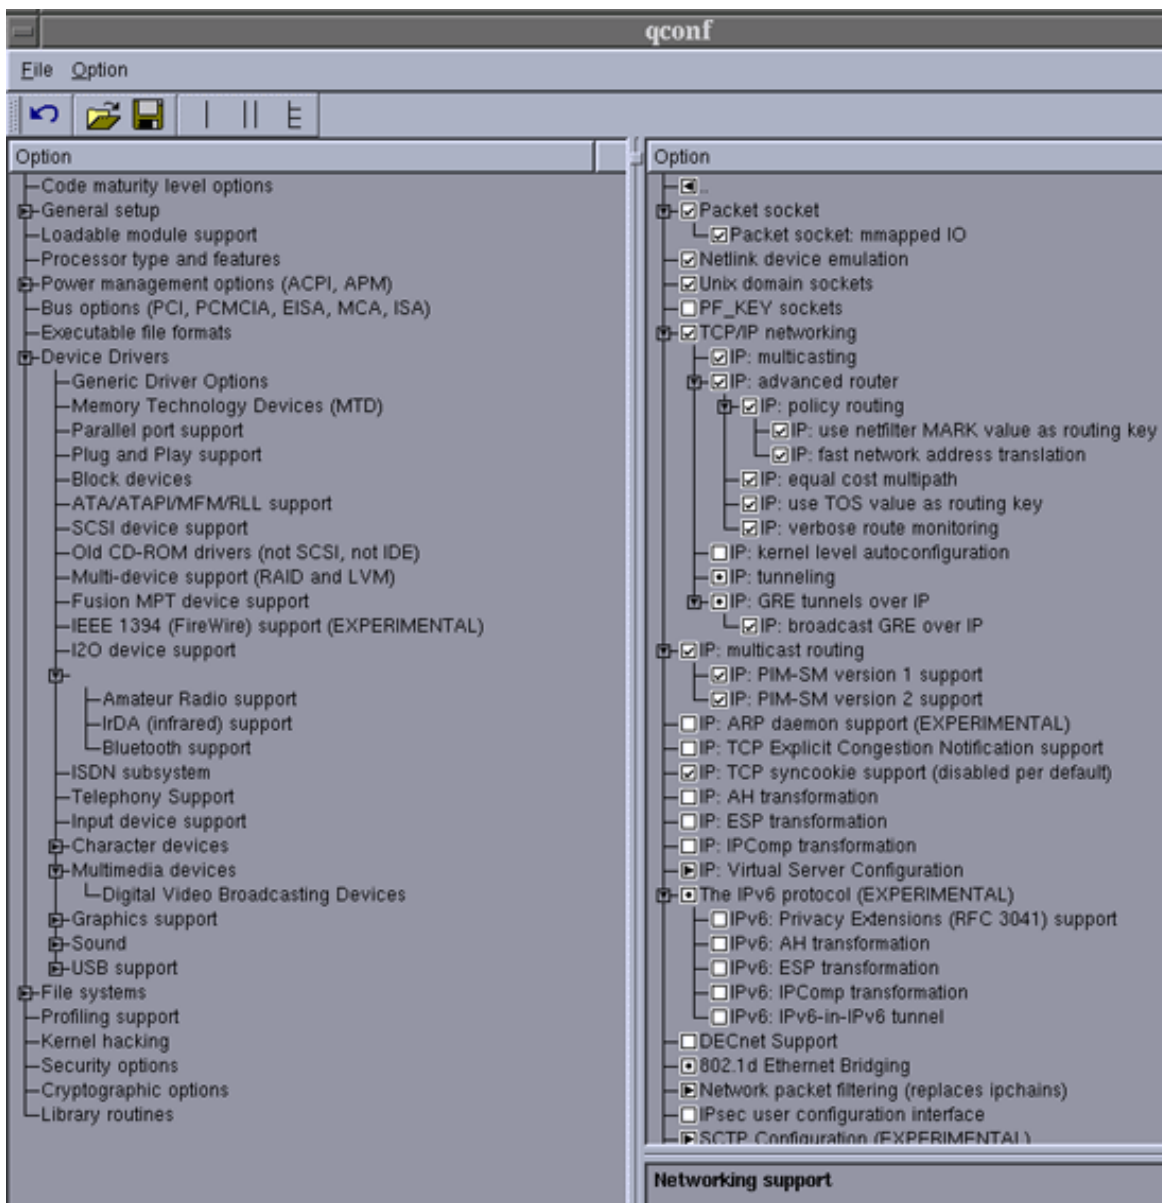 qconf
File Option
Option
Code maturity level options
General setup
Loadable module support
Processor type and features
Power management options (ACPI, APM)
Bus options (PCI, PCMCIA, EISA, MCA, ISA)
Executable file formats
Device Drivers
Generic Driver Options
Memory Technology Devices (MTD)
Parallel port support
Plug and Play support
Block devices
ATA/ATAPI/MFM/RLL support
SCSI device support
Old CD-ROM drivers (not SCSI, not IDE)
Multi-device support (RAID and LVM)
Fusion MPT device support
IEEE 1394 (FireWire) support (EXPERIMENTAL)
I2O device support
Amateur Radio support
IrDA (infrared) support
Bluetooth support
ISDN subsystem
Telephony Support
Input device support
Character devices
Multimedia devices
Digital Video Broadcasting Devices
Graphics support
Sound
USB support
File systems
Profiling support
Kernel hacking
Security options
Cryptographic options
Library routines
Option
..
Packet socket
Packet socket: mmapped IO
Netlink device emulation
Unix domain sockets
PF_KEY sockets
TCP/IP networking
IP: multicasting
IP: advanced router
IP: policy routing
IP: use netfilter MARK value as routing key
IP: fast network address translation
IP: equal cost multipath
IP: use TOS value as routing key
IP: verbose route monitoring
IP: kernel level autoconfiguration
IP: tunneling
IP: GRE tunnels over IP
IP: broadcast GRE over IP
IP: multicast routing
IP: PIM-SM version 1 support
IP: PIM-SM version 2 support
IP: ARP daemon support (EXPERIMENTAL)
IP: TCP Explicit Congestion Notification support
IP: TCP syncookie support (disabled per default)
IP: AH transformation
IP: ESP transformation
IP: IPComp transformation
IP: Virtual Server Configuration
The IPv6 protocol (EXPERIMENTAL)
IPv6: Privacy Extensions (RFC 3041) support
IPv6: AH transformation
IPv6: ESP transformation
IPv6: IPComp transformation
IPv6: IPv6-in-IPv6 tunnel
DECnet Support
802.1d Ethernet Bridging
Network packet filtering (replaces ipchains)
IPsec user configuration interface
SCTP Configuration (EXPERIMENTAL)
Networking support